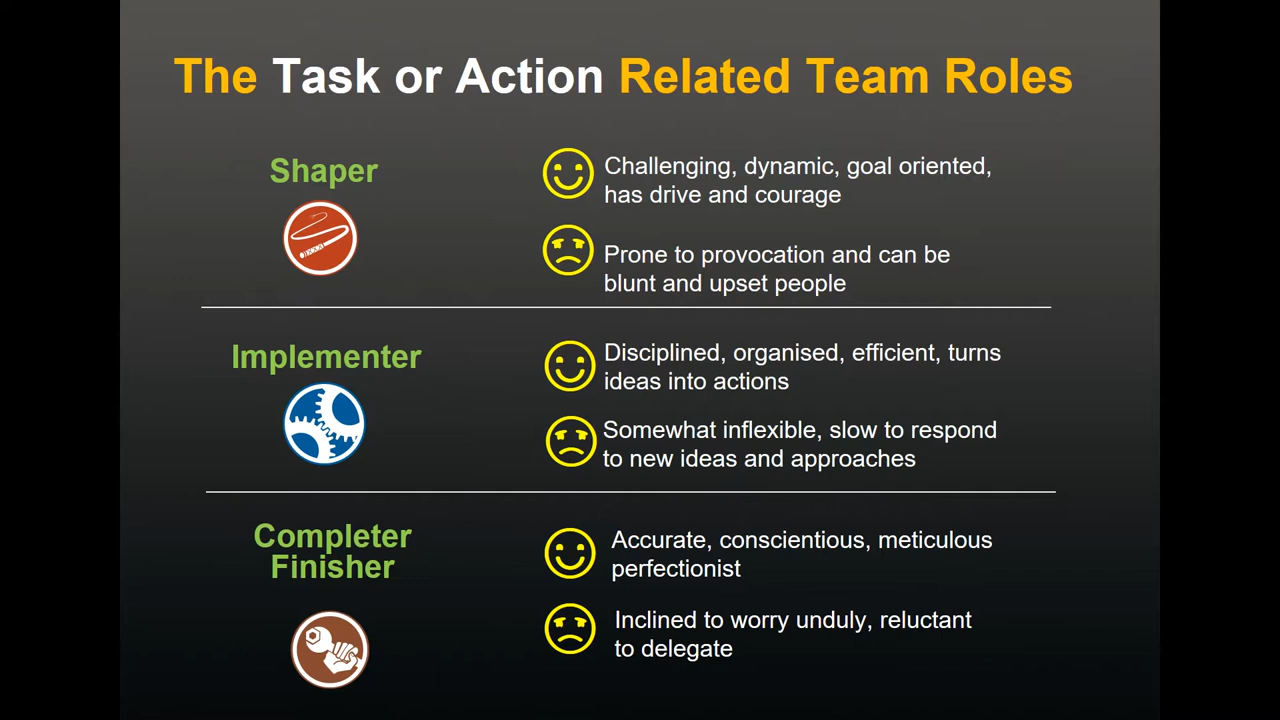 The Task or Action Related Team Roles
Shaper
Challenging, dynamic, goal oriented,
has drive and courage
Prone to provocation and can be
blunt and upset people
Implementer
Disciplined, organised, efficient, turns
ideas into actions
Somewhat inflexible, slow to respond
to new ideas and approaches
Completer
Finisher
Accurate, conscientious, meticulous
perfectionist
Inclined to worry unduly, reluctant
to delegate